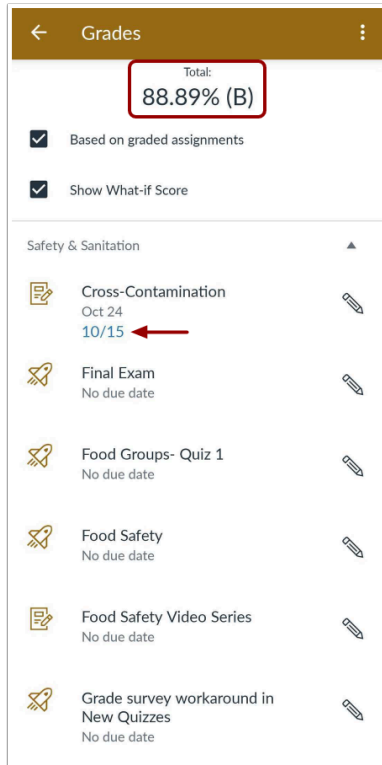 Grades
Total:
88.89% (B)
Based on graded assignments
Show What-if Score
Safety & Sanitation
Cross-Contamination
Oct 24
10/15
Final Exam
No due date
Food Groups- Quiz 1
No due date
Food Safety
No due date
Food Safety Video Series
No due date
Grade survey workaround in
New Quizzes
No due date